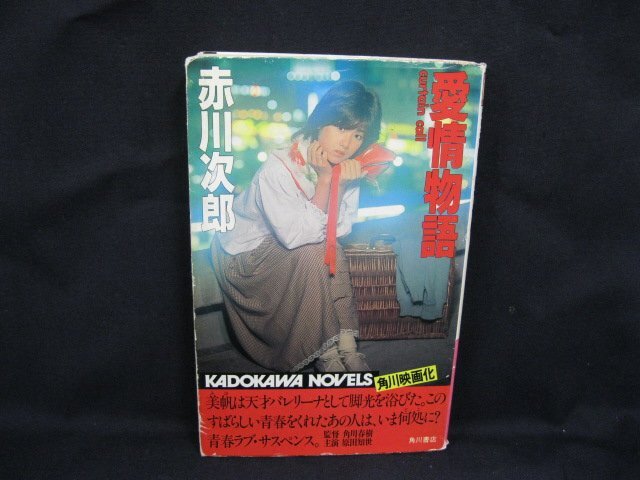 愛情物語
curtain call
赤川次郎
KADOKAWA NOVELS
角川映画化
美帆は天才バレリーナとして脚光を浴びた。この
すばらしい青春をくれたあの人は、いま何処に?
青春ラブ・サスペンス。
監督 角川春樹
主演 原田知世
角川書店